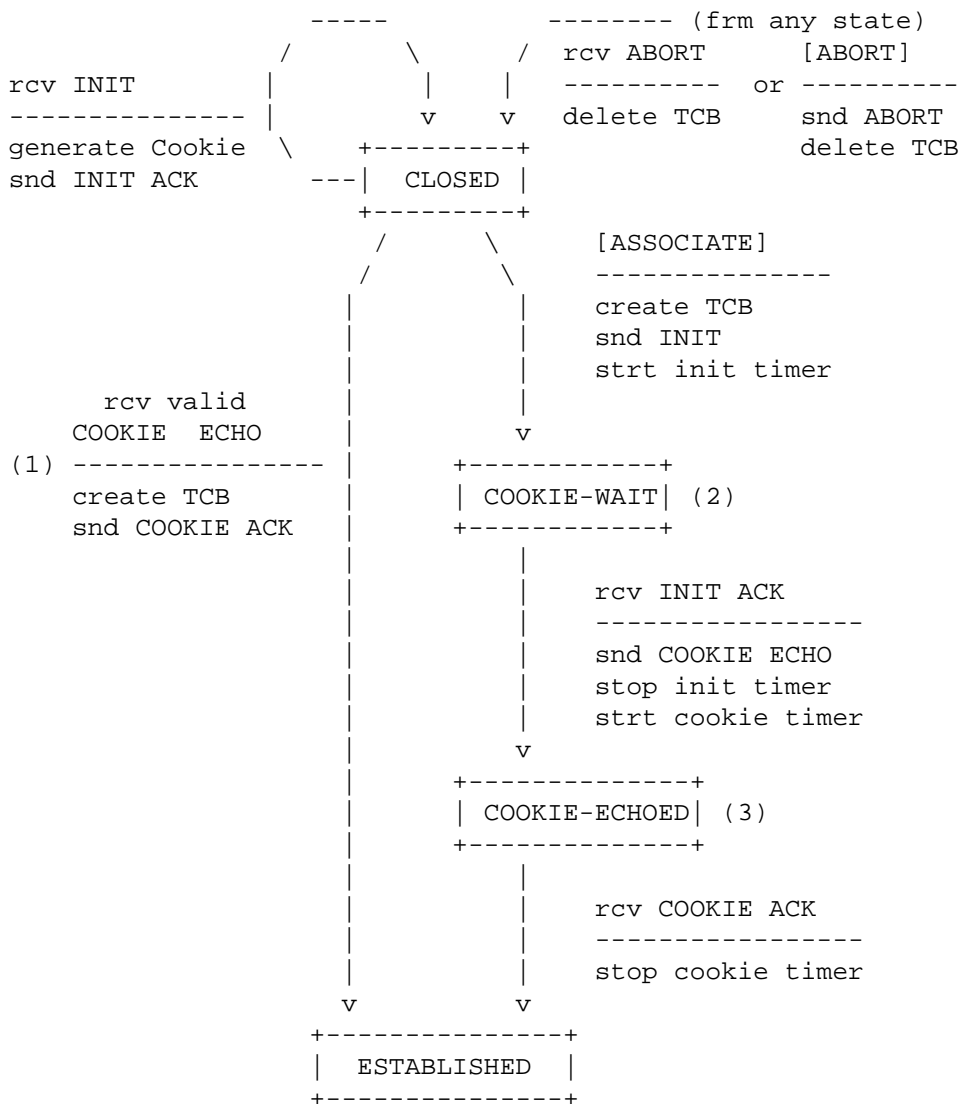 ----- -------- (frm any state)
/ \ / rcv ABORT [ABORT]
rcv INIT | | | ---------- or ----------
--------------- | v v delete TCB snd ABORT
generate Cookie \ +---------+ delete TCB
snd INIT ACK ---| CLOSED |
+---------+
/ \ [ASSOCIATE]
/ \ ---------------
| | create TCB
| | snd INIT
| | strt init timer
rcv valid | |
COOKIE ECHO | v
(1) ---------------- | +------------+
create TCB | | COOKIE-WAIT| (2)
snd COOKIE ACK | +------------+
| |
| | rcv INIT ACK
| | -----------------
| | snd COOKIE ECHO
| | stop init timer
| | strt cookie timer
| v
| +--------------+
| | COOKIE-ECHOED| (3)
| +--------------+
| |
| | rcv COOKIE ACK
| | -----------------
| | stop cookie timer
v v
+---------------+
| ESTABLISHED |
+---------------+